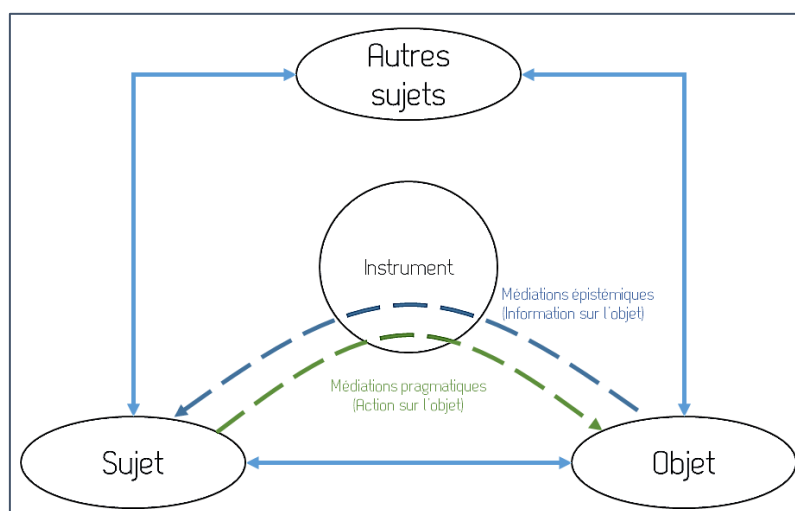 Autres
sujets
Instrument
Médiations épistémiques
(Information sur l'objet)
Médiations pragmatiques
(Action sur l'objet)
Sujet
Objet